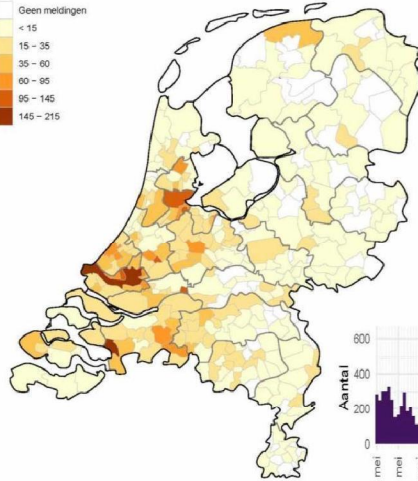 Geen meldingen
< 15
15 – 35
35 – 60
60 – 95
95 – 145
145 – 215
600
400
200
0
Aantal
mei
mei